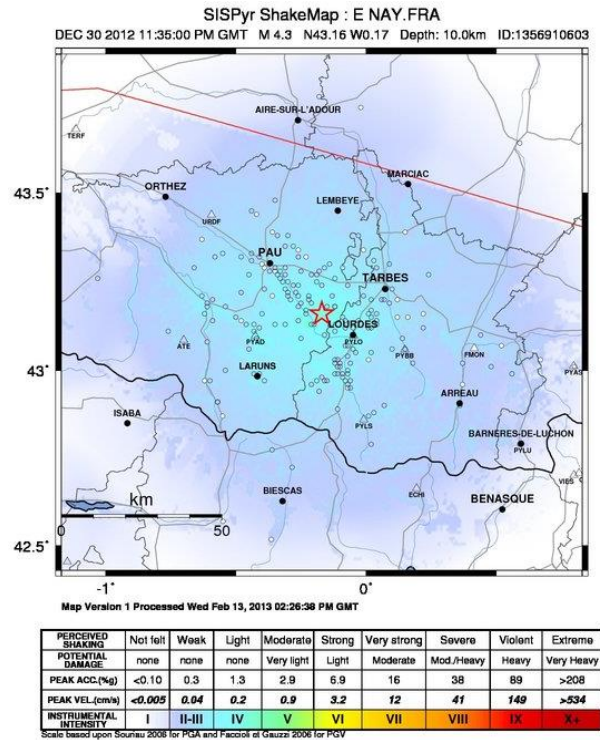 SISPyr ShakeMap : E NAY.FRA
DEC 30 2012 11:35:00 PM GMT M 4.3 N43.16 W0.17 Depth: 10.0km ID:1356910603
AIRE-SUR-L'ADOUR
TERF
43.5
MARCIAC
ORTHEZ
LEMBEYE
URDF
PAU
TARBES
LOURDES
ATE
PYAD
PYLO
PYBB
FMON
43
LARUNS
PYAS
ARREAU
ISABA
PYLS
BARNERES-DE-LUCHON
PYLU
km
BIESCAS
ECHI
BENASQUE
VIES
0
50
42.5
-1°
0°
Map Version 1 Processed Wed Feb 13, 2013 02:26:38 PM GMT
PERCEIVED SHAKING Not felt Weak Light Moderate Strong Very strong Severe Violent Extreme
POTENTIAL DAMAGE none none none Very light Light Moderate Mod./Heavy Heavy Very Heavy
PEAK ACC.(%g) <0.10 0.3 1.3 2.9 6.9 16 38 89 >208
PEAK VEL.(cm/s) <0.005 0.04 0.2 0.9 3.2 12 41 149 >534
INSTRUMENTAL INTENSITY I II-III IV V VI VII VIII IX X+
Scale based upon Souriau 2006 for PGA and Faccioli et Gauzzi 2006 for PGV